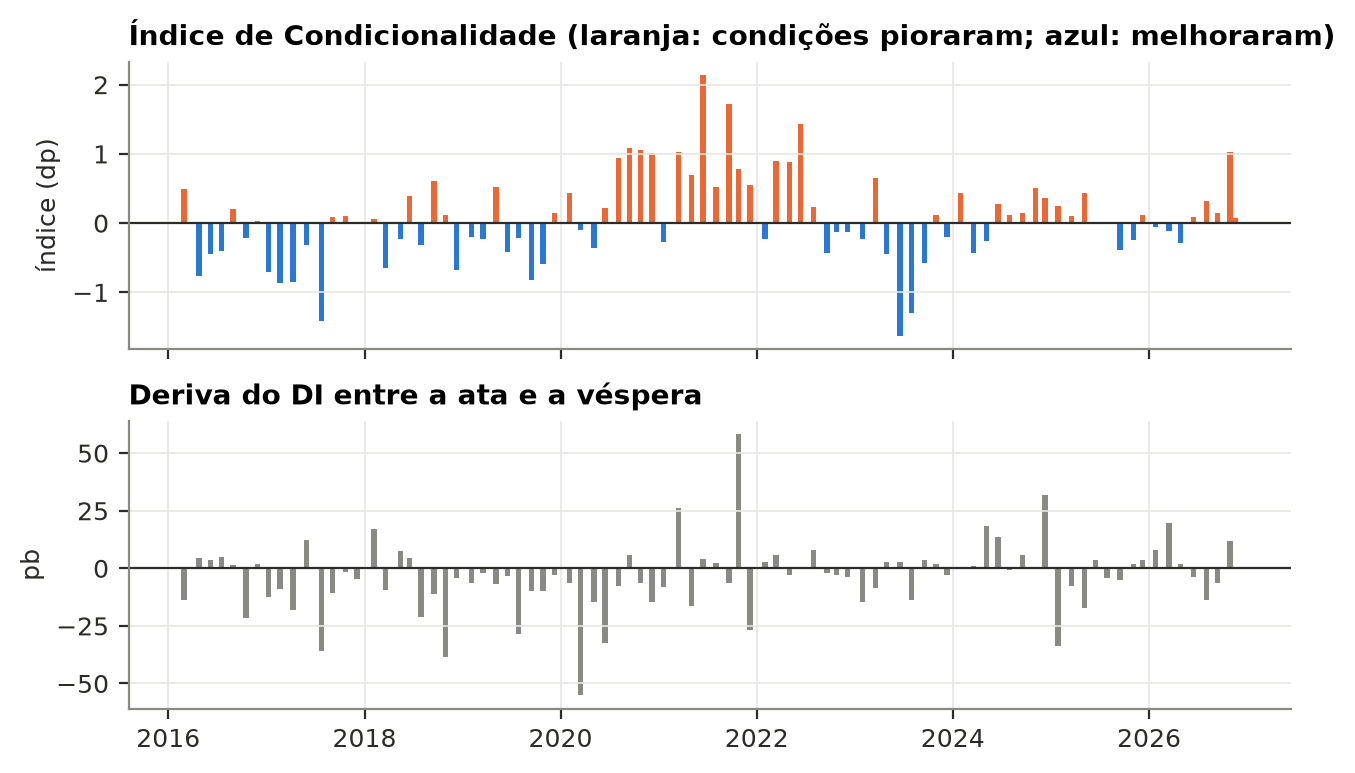 Índice de Condicionalidade (laranja: condições pioraram; azul: melhoraram)
2
1
0
−1
índice (dp)
Deriva do DI entre a ata e a véspera
50
25
0
−25
−50
pb
2016 2018 2020 2022 2024 2026